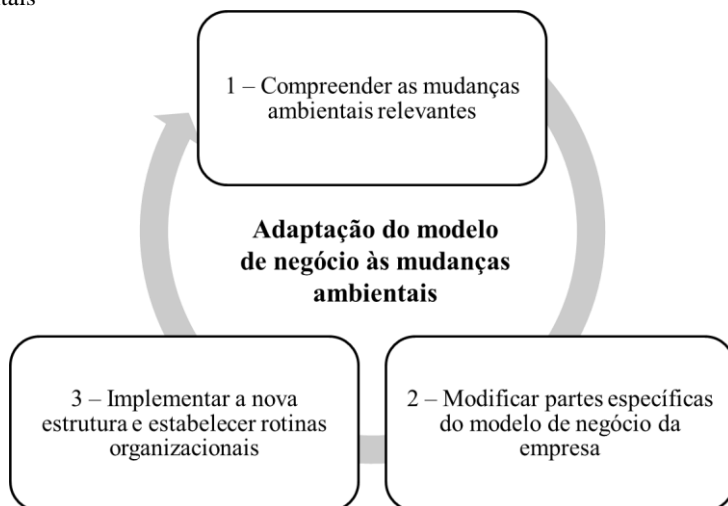 1 – Compreender as mudanças
ambientais relevantes
Adaptação do modelo
de negócio às mudanças
ambientais
3 – Implementar a nova
estrutura e estabelecer rotinas
organizacionais
2 – Modificar partes específicas
do modelo de negócio da
empresa